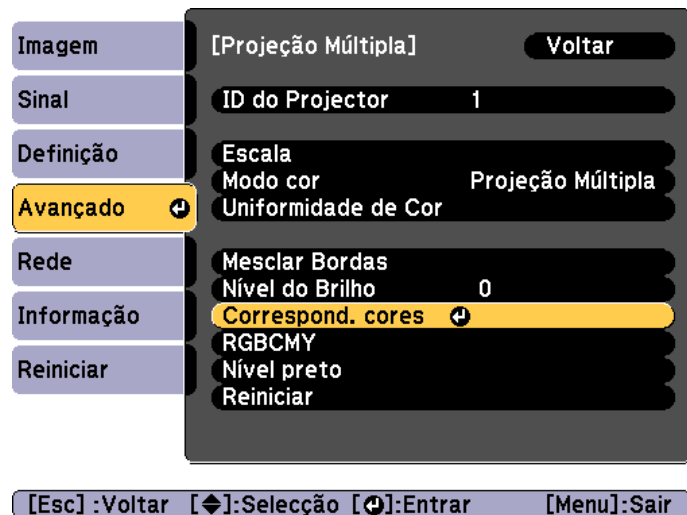 Imagem
Sinal
Definição
Avançado
Rede
Informação
Reiniciar
[Projeção Múltipla] Voltar
ID do Projector 1
Escala
Modo cor Projeção Múltipla
Uniformidade de Cor
Mesclar Bordas
Nível do Brilho 0
Correspond. cores
RGBCMY
Nível preto
Reiniciar
[Esc] :Voltar [◆]:Selecção [↵]:Entrar [Menu]:Sair